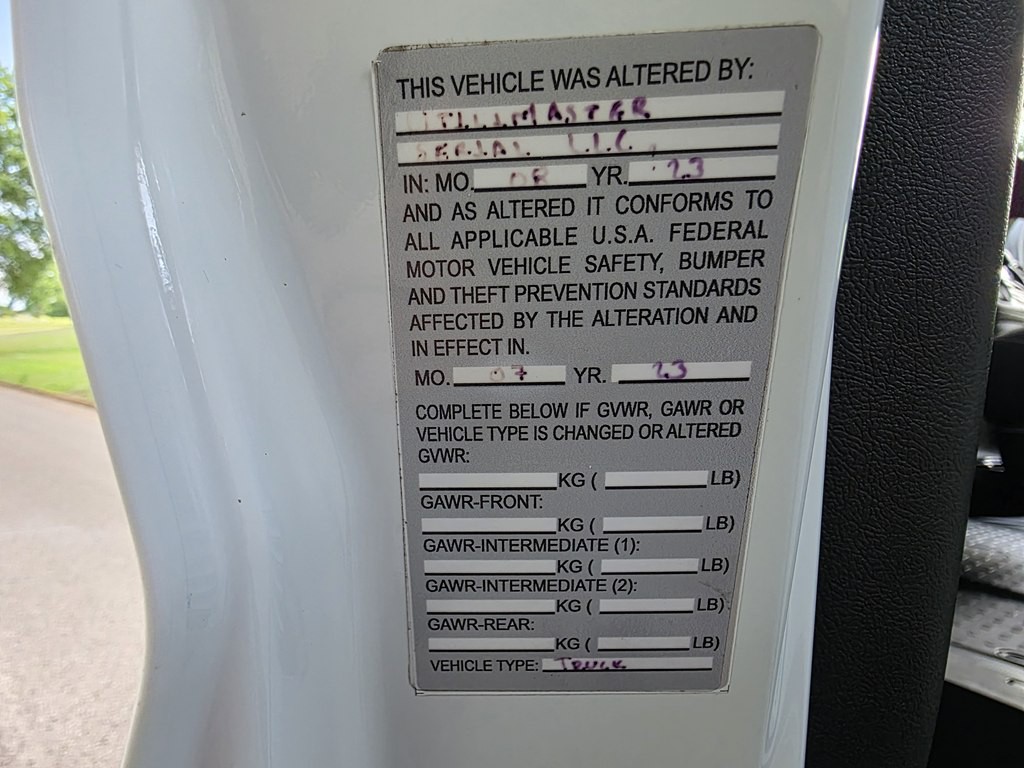 THIS VEHICLE WAS ALTERED BY:
UTILIMASTER
LLC
IN: MO. 08 YR. 23
AND AS ALTERED IT CONFORMS TO
ALL APPLICABLE U.S.A. FEDERAL
MOTOR VEHICLE SAFETY, BUMPER
AND THEFT PREVENTION STANDARDS
AFFECTED BY THE ALTERATION AND
IN EFFECT IN.
MO. 07 YR. 23
COMPLETE BELOW IF GVWR, GAWR OR
VEHICLE TYPE IS CHANGED OR ALTERED
GVWR:
KG ( LB)
GAWR-FRONT:
KG ( LB)
GAWR-INTERMEDIATE (1):
KG ( LB)
GAWR-INTERMEDIATE (2):
KG ( LB)
GAWR-REAR:
KG ( LB)
VEHICLE TYPE: TRUCK